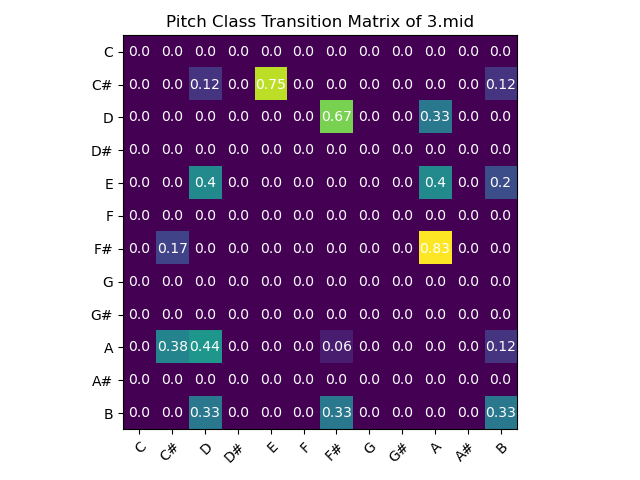 Pitch Class Transition Matrix of 3.mid
C 0.0 0.0 0.0 0.0 0.0 0.0 0.0 0.0 0.0 0.0 0.0 0.0
C# 0.0 0.0 0.12 0.0 0.75 0.0 0.0 0.0 0.0 0.0 0.0 0.12
D 0.0 0.0 0.0 0.0 0.0 0.0 0.67 0.0 0.0 0.33 0.0 0.0
D# 0.0 0.0 0.0 0.0 0.0 0.0 0.0 0.0 0.0 0.0 0.0 0.0
E 0.0 0.0 0.4 0.0 0.0 0.0 0.0 0.0 0.0 0.4 0.0 0.2
F 0.0 0.0 0.0 0.0 0.0 0.0 0.0 0.0 0.0 0.0 0.0 0.0
F# 0.0 0.17 0.0 0.0 0.0 0.0 0.0 0.0 0.0 0.83 0.0 0.0
G 0.0 0.0 0.0 0.0 0.0 0.0 0.0 0.0 0.0 0.0 0.0 0.0
G# 0.0 0.0 0.0 0.0 0.0 0.0 0.0 0.0 0.0 0.0 0.0 0.0
A 0.0 0.38 0.44 0.0 0.0 0.0 0.06 0.0 0.0 0.0 0.0 0.12
A# 0.0 0.0 0.0 0.0 0.0 0.0 0.0 0.0 0.0 0.0 0.0 0.0
B 0.0 0.0 0.33 0.0 0.0 0.0 0.33 0.0 0.0 0.0 0.0 0.33
C C# D D# E F F# G G# A A# B